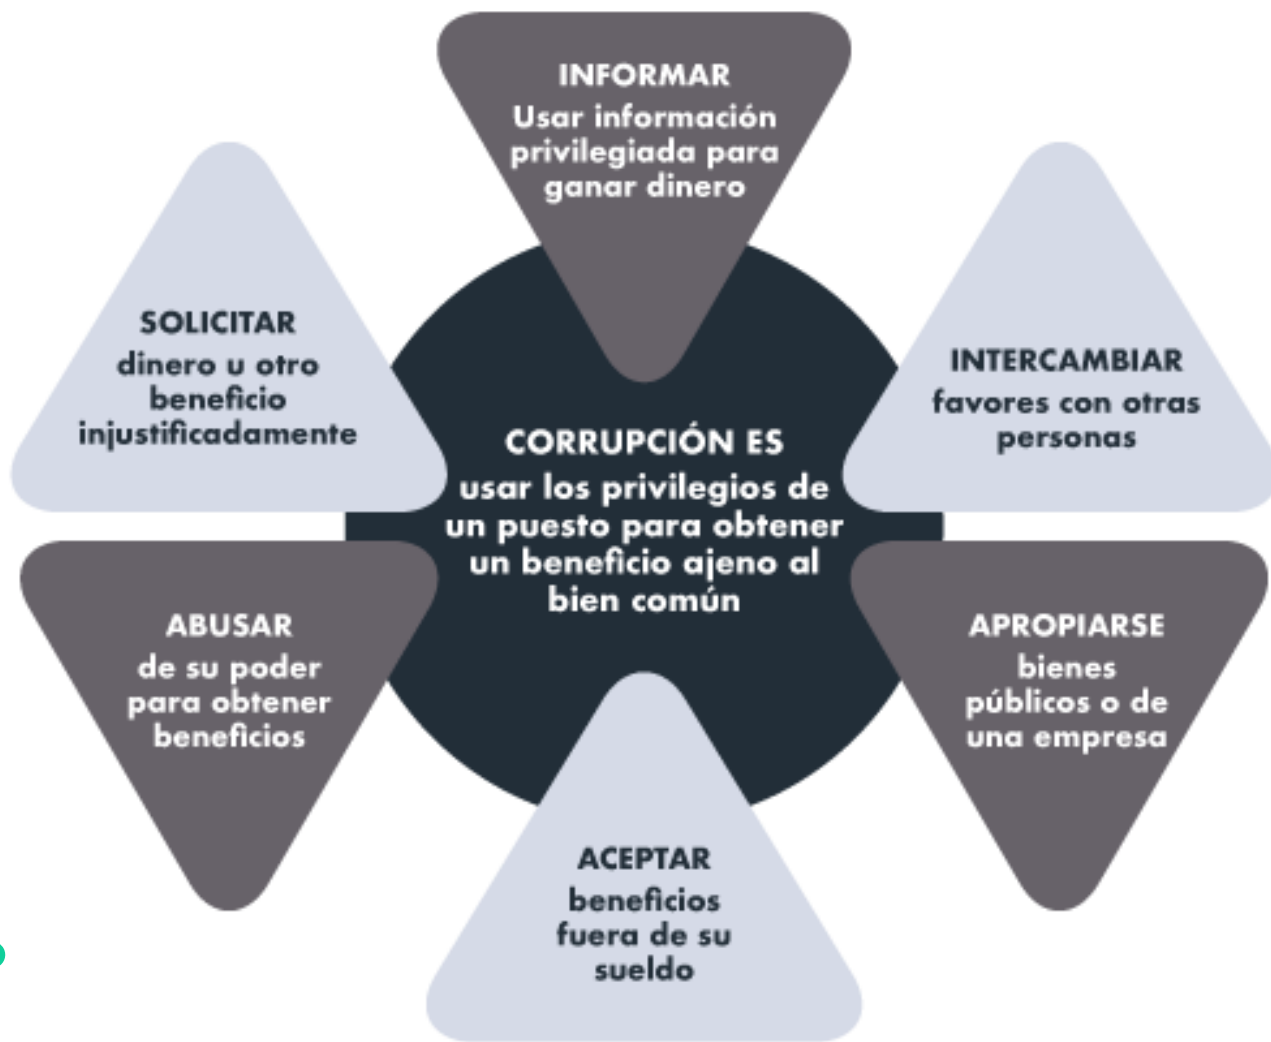 INFORMAR
Usar información
privilegiada para
ganar dinero
SOLICITAR
dinero u otro
beneficio
injustificadamente
INTERCAMBIAR
favores con otras
personas
CORRUPCIÓN ES
usar los privilegios de
un puesto para obtener
un beneficio ajeno al
bien común
ABUSAR
de su poder
para obtener
beneficios
APROPIARSE
bienes
públicos o de
una empresa
ACEPTAR
beneficios
fuera de su
sueldo